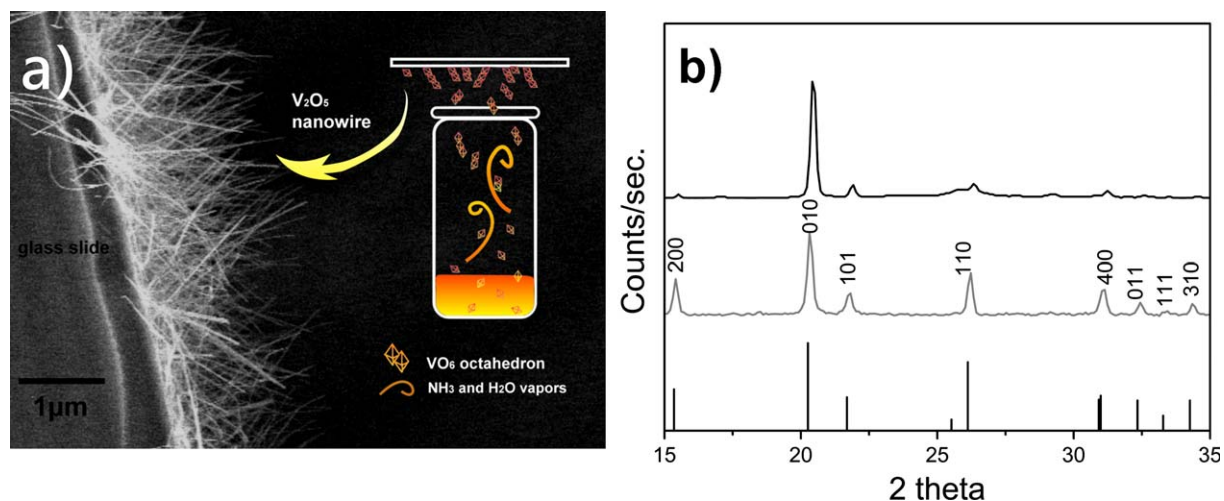 a)
V₂O₅
nanowire
glass slide
VO₆ octahedron
NH₃ and H₂O vapors
1μm
b)
Counts/sec.
200
010
101
110
400
011
111
310
15
20
25
30
35
2 theta